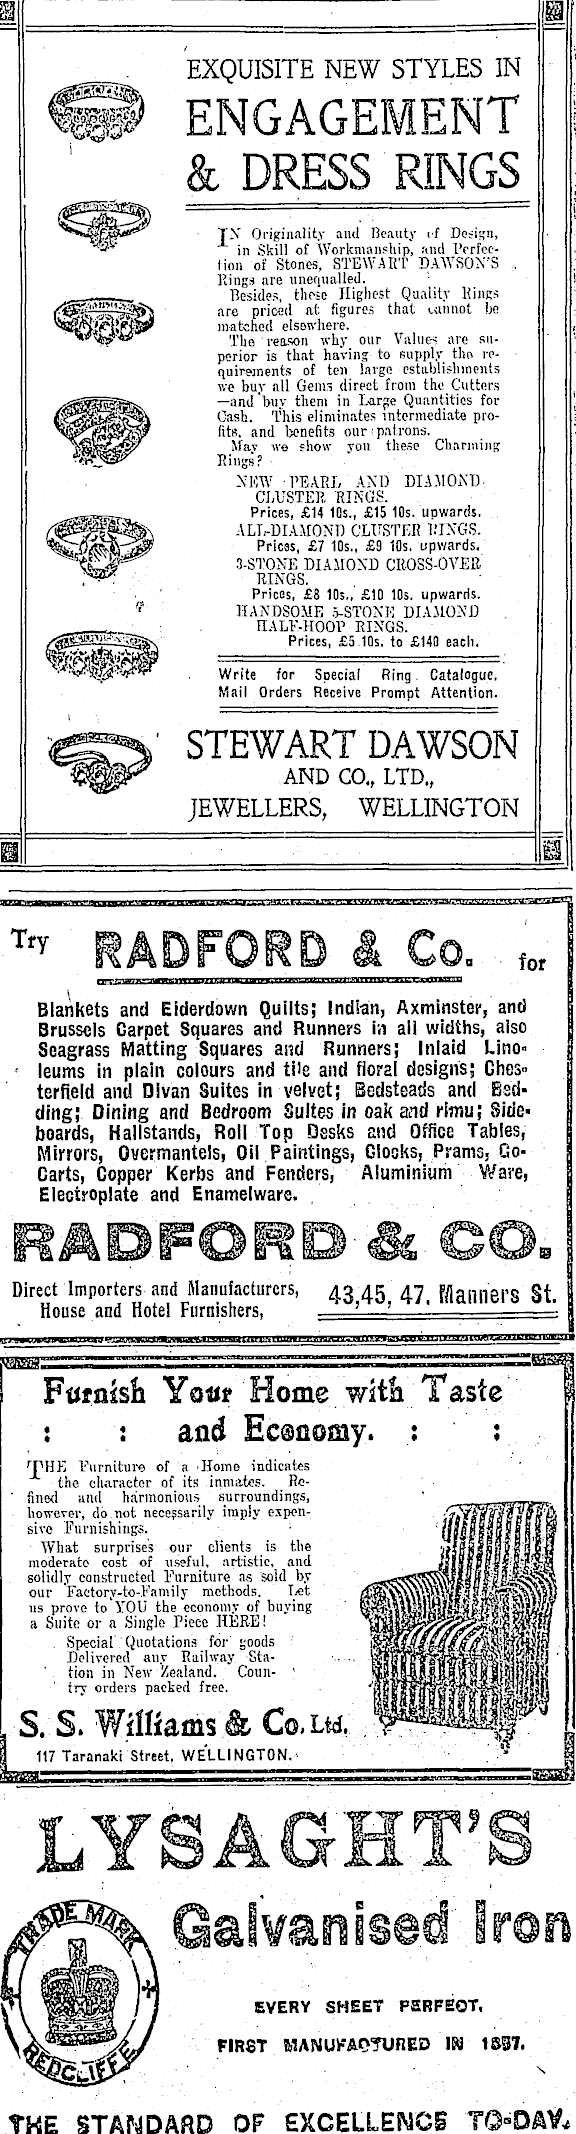 EXQUISITE NEW STYLES IN
ENGAGEMENT
& DRESS RINGS
IN Originality and Beauty of Design,
in Skill of Workmanship, and Perfec-
tion of Stones, STEWART DAWSON'S
Rings are unequalled.
Besides, these Highest Quality Rings
are priced at figures that cannot be
matched elsewhere.
The reason why our Values are su-
perior is that having to supply the re-
quirements of ten large establishments
we buy all Gems direct from the Cutters
—and buy them in Large Quantities for
Cash. This eliminates intermediate pro-
fits, and benefits our patrons.
May we show you these Charming
Rings?
NEW PEARL AND DIAMOND
CLUSTER RINGS.
Prices, £14 10s., £15 10s. upwards.
ALL-DIAMOND CLUSTER RINGS.
Prices, £7 10s., £9 10s. upwards.
3-STONE DIAMOND CROSS-OVER
RINGS.
Prices, £8 10s., £10 10s. upwards.
HANDSOME 5-STONE DIAMOND
HALF-HOOP RINGS.
Prices, £5 10s. to £140 each.
Write for Special Ring Catalogue.
Mail Orders Receive Prompt Attention.
STEWART DAWSON
AND CO., LTD.,
JEWELLERS, WELLINGTON
Try RADFORD & Co. for
Blankets and Eiderdown Quilts; Indian, Axminster, and
Brussels Carpet Squares and Runners in all widths, also
Seagrass Matting Squares and Runners; Inlaid Lino-
leums in plain colours and tile and floral designs; Ches-
terfield and Divan Suites in velvet; Bedsteads and Bed-
ding; Dining and Bedroom Suites in oak and rimu; Side-
boards, Hallstands, Roll Top Desks and Office Tables,
Mirrors, Overmantels, Oil Paintings, Clocks, Prams, Go-
Carts, Copper Kerbs and Fenders, Aluminium Ware,
Electroplate and Enamelware.
RADFORD & CO.
Direct Importers and Manufacturers,
House and Hotel Furnishers,
43,45, 47, Manners St.
Furnish Your Home with Taste
: : and Economy. : :
THE Furniture of a Home indicates
the character of its inmates. Re-
fined and harmonious surroundings,
however, do not necessarily imply expen-
sive Furnishings.
What surprises our clients is the
moderate cost of useful, artistic, and
solidly constructed Furniture as sold by
our Factory-to-Family methods. Let
us prove to YOU the economy of buying
a Suite or a Single Piece HERE!
Special Quotations for goods
Delivered any Railway Sta-
tion in New Zealand. Coun-
try orders packed free.
S. S. Williams & Co. Ltd.
117 Taranaki Street, WELLINGTON.
LYSAGHT'S
Galvanised Iron
TRADE MARK
REDCLIFFE
EVERY SHEET PERFECT.
FIRST MANUFACTURED IN 1857.
THE STANDARD OF EXCELLENCE TO-DAY.